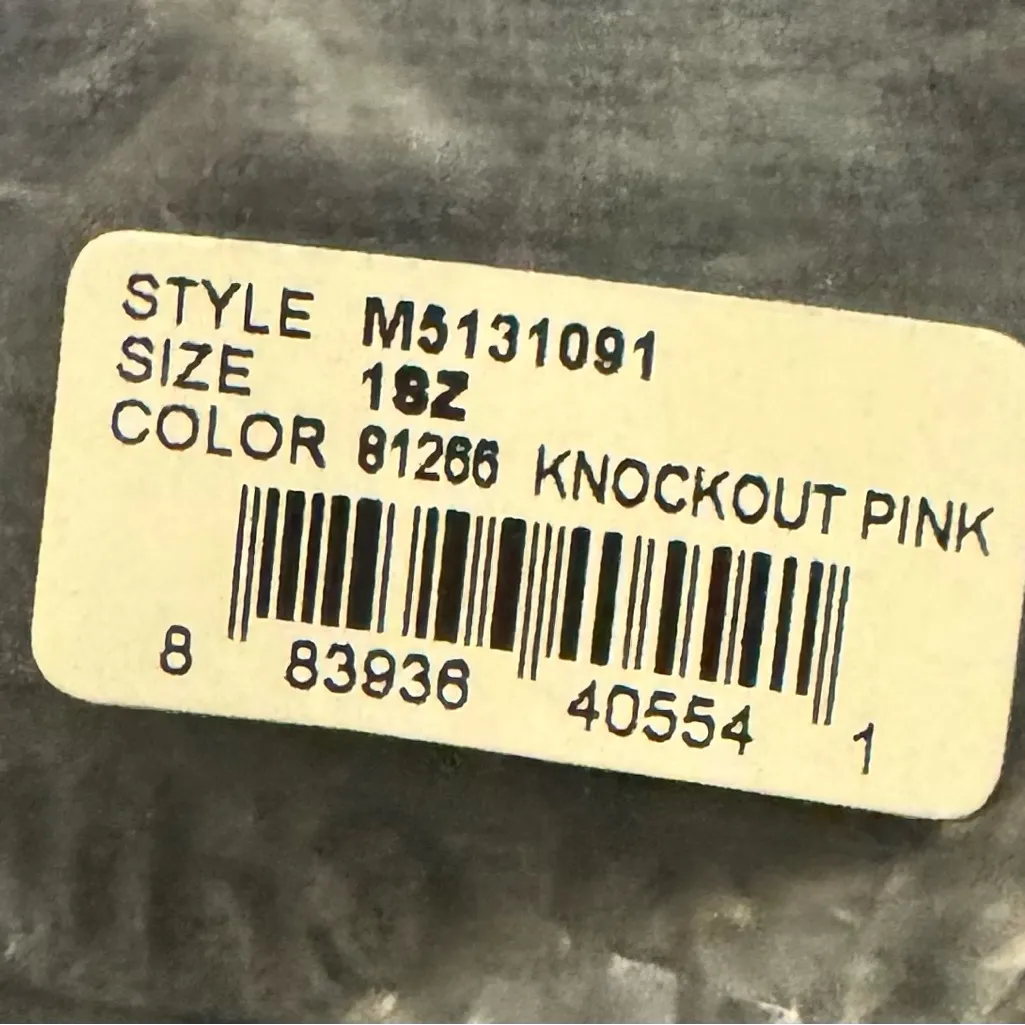 STYLE M5131091
SIZE 18Z
COLOR 81266 KNOCKOUT PINK
8 83936 40554 1